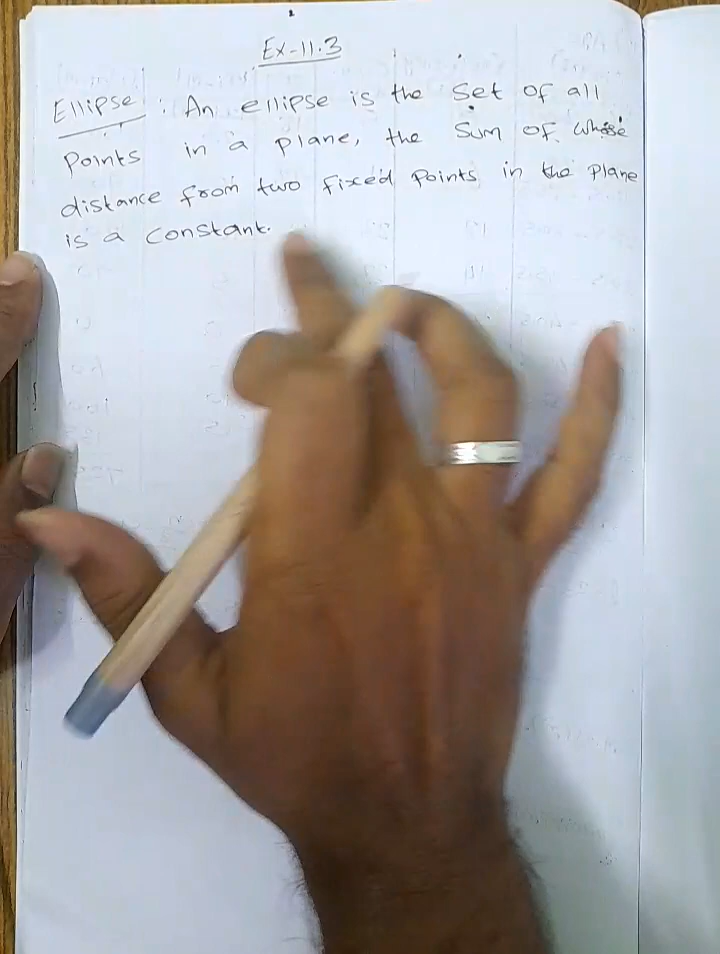 Ex-11.3
Ellipse : An ellipse is the set of all
points in a plane, the sum of whose
distance from two fixed points in the plane
is a constant.